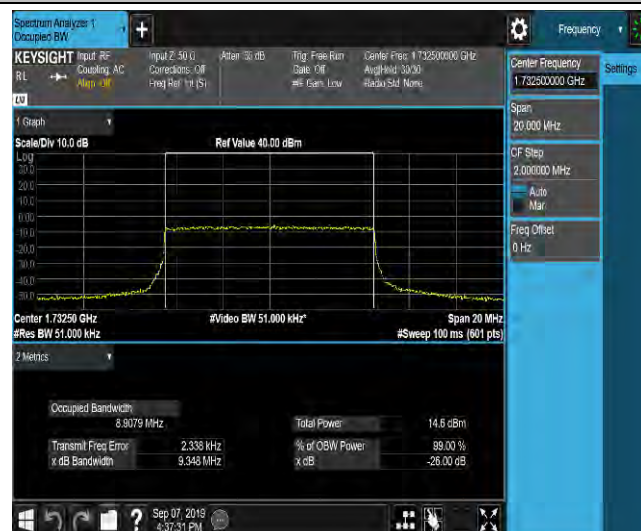 Spectrum Analyzer 1
Occupied BW
Frequency
KEYSIGHT Input: RF
RL
Coupling: AC
Align: Off
Input Z: 50 Ω
Corrections: Off
Freq Ref: Int (S)
Atten: 30 dB
Trig: Free Run
Gate: Off
#IF Gain: Low
Center Freq: 1.732500000 GHz
Avg|Hold: 30/30
Radio Std: None
LXI
Center Frequency
1.732500000 GHz
Settings
Span
20.000 MHz
CF Step
2.000000 MHz
Auto
Man
Freq Offset
0 Hz
1 Graph
Scale/Div 10.0 dB
Ref Value 40.00 dBm
Log
30.0
20.0
10.0
0.00
-10.0
-20.0
-30.0
-40.0
-50.0
Center 1.73250 GHz
#Video BW 51.000 kHz*
Span 20 MHz
#Res BW 51.000 kHz
#Sweep 100 ms (601 pts)
2 Metrics
Occupied Bandwidth
8.9079 MHz
Total Power
14.6 dBm
Transmit Freq Error
2.338 kHz
% of OBW Power
99.00 %
x dB Bandwidth
9.348 MHz
x dB
-26.00 dB
Sep 07, 2019
4:37:31 PM